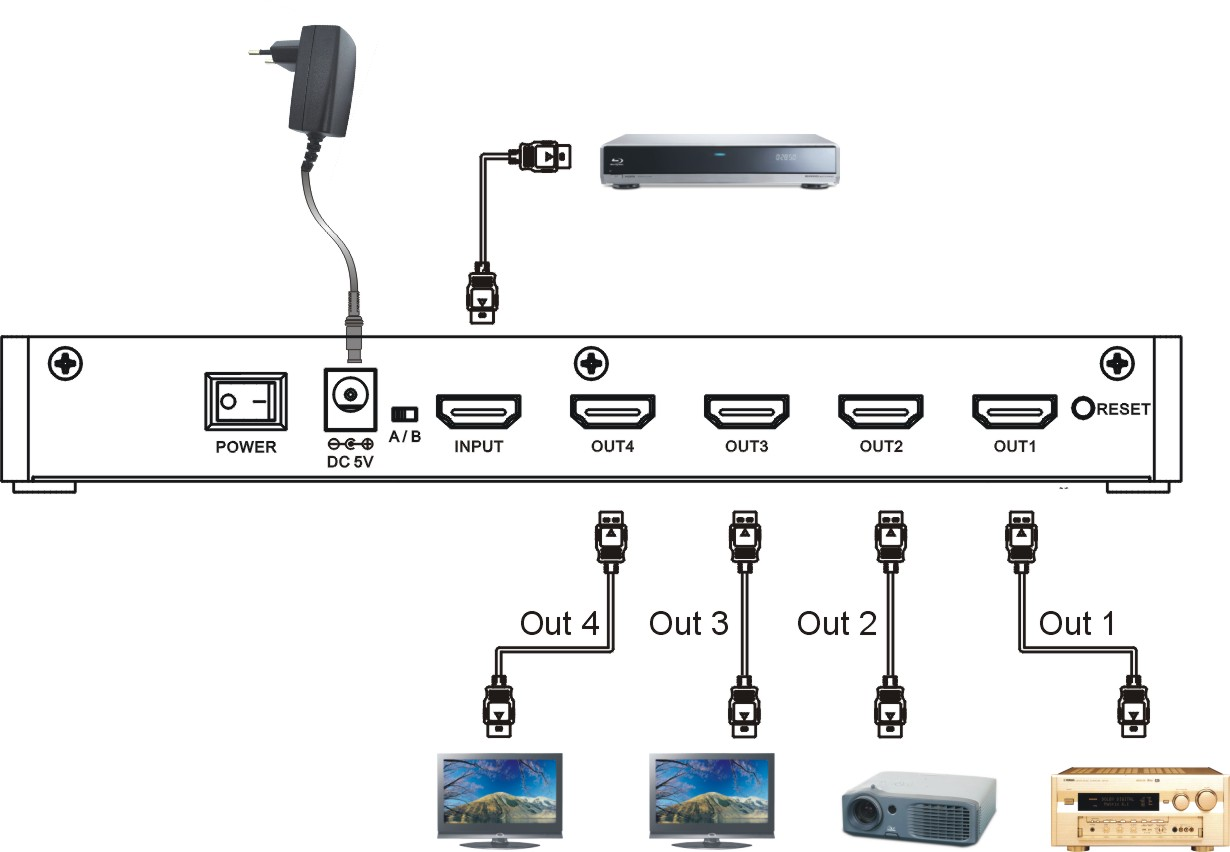 POWER
DC 5V
A / B
INPUT
OUT4
OUT3
OUT2
OUT1
RESET
Out 4
Out 3
Out 2
Out 1